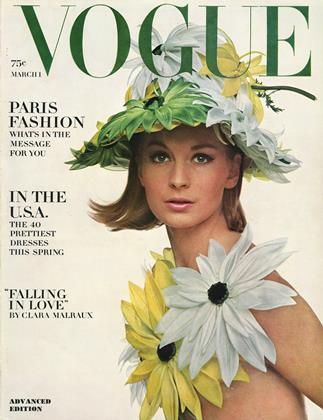 VOGUE
75¢
MARCH 1
PARIS
FASHION
WHAT'S IN THE
MESSAGE
FOR YOU
IN THE
U.S.A.
THE 40
PRETTIEST
DRESSES
THIS SPRING
"FALLING
IN LOVE"
BY CLARA MALRAUX
ADVANCED
EDITION